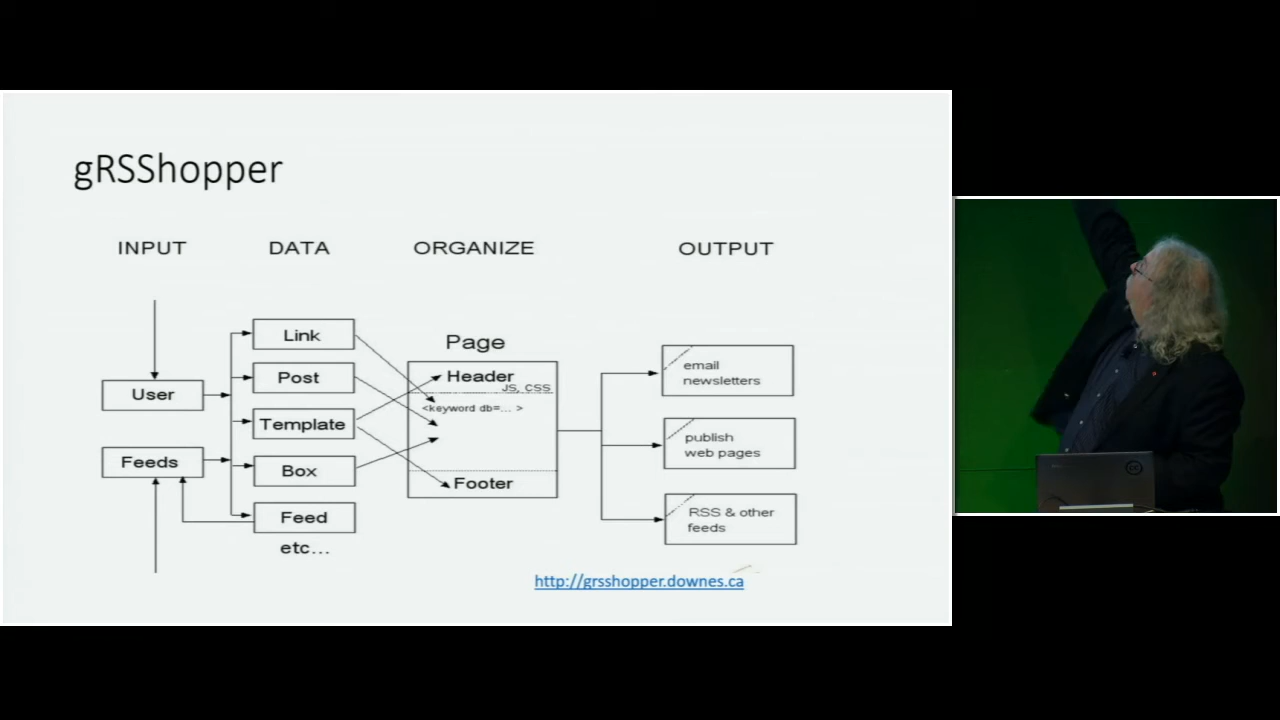 gRSShopper
INPUT
DATA
ORGANIZE
OUTPUT
Link
Post
Template
Box
Feed
etc...
User
Feeds
Page
Header
JS, CSS
<keyword db=... >
Footer
email
newsletters
publish
web pages
RSS & other
feeds
http://grsshopper.downes.ca